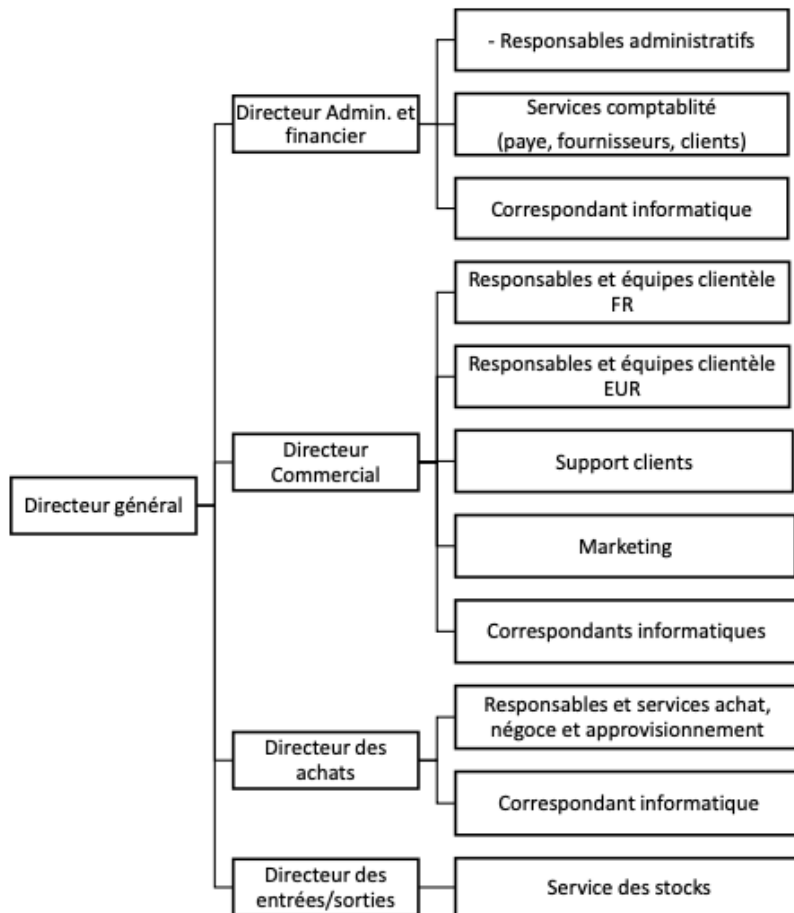 - Responsables administratifs
Directeur Admin. et
financier
Services comptablité
(paye, fournisseurs, clients)
Correspondant informatique
Responsables et équipes clientèle
FR
Responsables et équipes clientèle
EUR
Directeur
Commercial
Support clients
Directeur général
Marketing
Correspondants informatiques
Responsables et services achat,
négoce et approvisionnement
Directeur des
achats
Correspondant informatique
Directeur des
entrées/sorties
Service des stocks